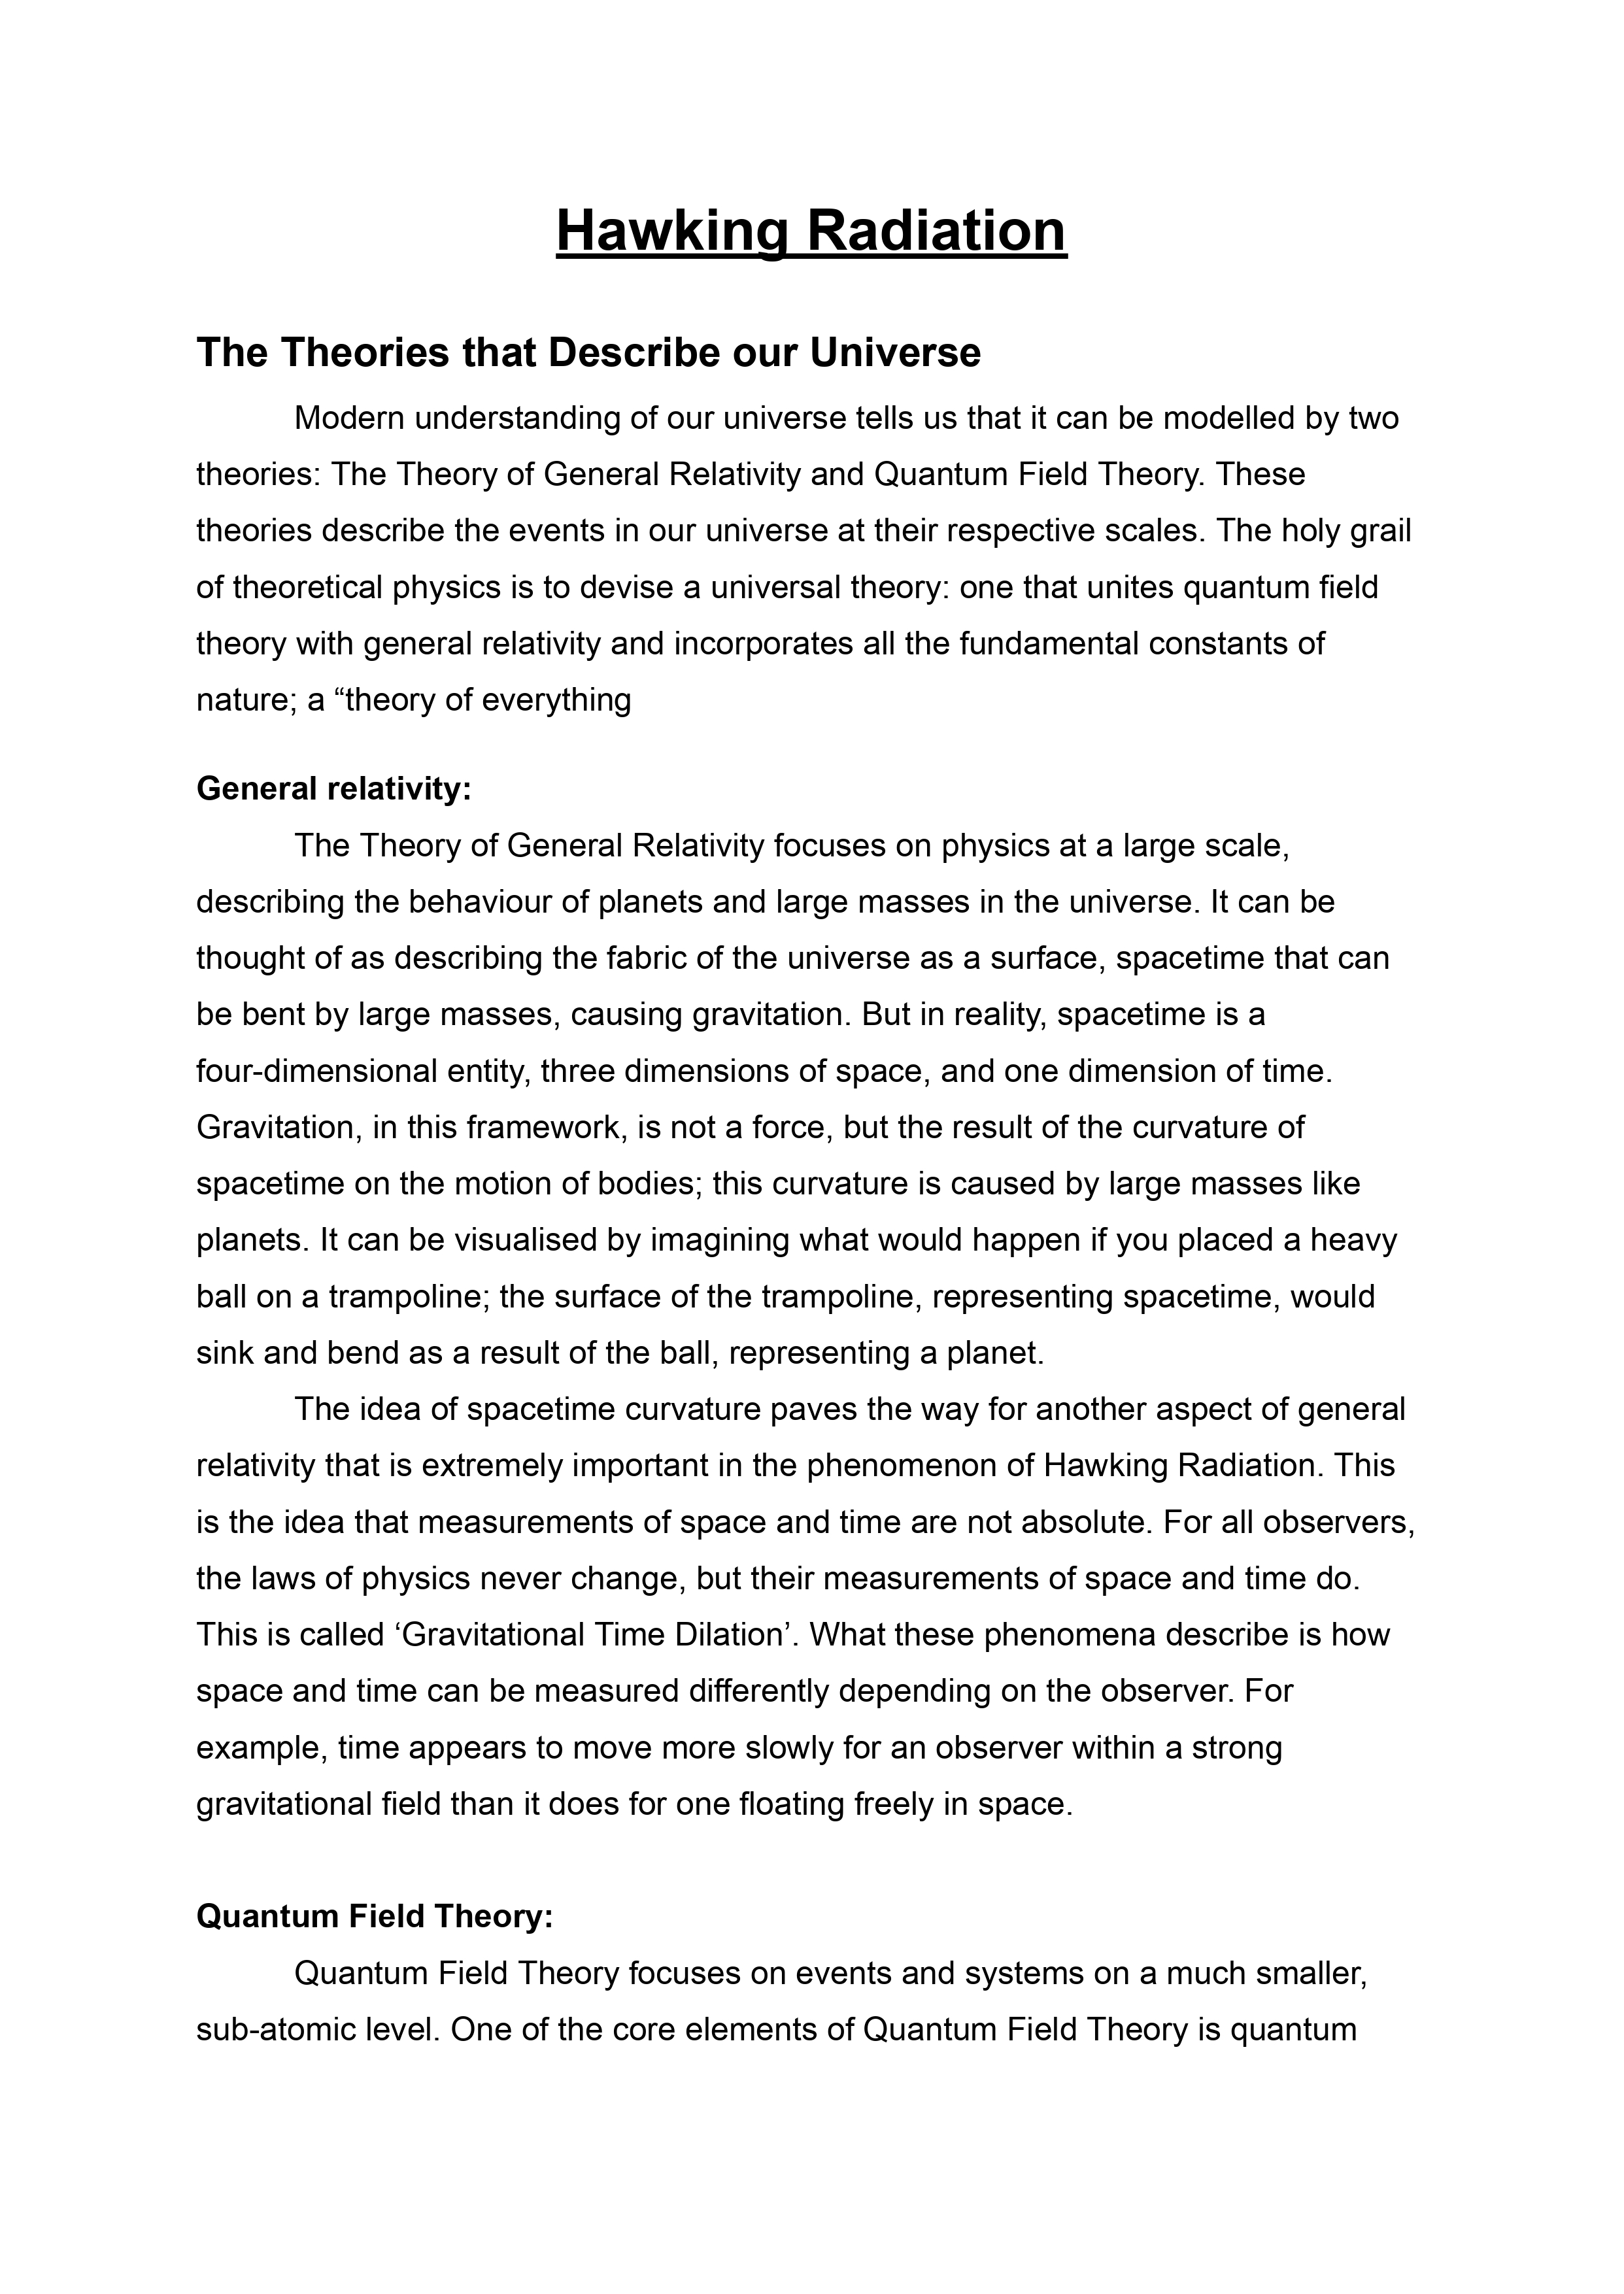 Hawking Radiation
The Theories that Describe our Universe
Modern understanding of our universe tells us that it can be modelled by two
theories: The Theory of General Relativity and Quantum Field Theory. These
theories describe the events in our universe at their respective scales. The holy grail
of theoretical physics is to devise a universal theory: one that unites quantum field
theory with general relativity and incorporates all the fundamental constants of
nature; a “theory of everything
General relativity:
The Theory of General Relativity focuses on physics at a large scale,
describing the behaviour of planets and large masses in the universe. It can be
thought of as describing the fabric of the universe as a surface, spacetime that can
be bent by large masses, causing gravitation. But in reality, spacetime is a
four-dimensional entity, three dimensions of space, and one dimension of time.
Gravitation, in this framework, is not a force, but the result of the curvature of
spacetime on the motion of bodies; this curvature is caused by large masses like
planets. It can be visualised by imagining what would happen if you placed a heavy
ball on a trampoline; the surface of the trampoline, representing spacetime, would
sink and bend as a result of the ball, representing a planet.
The idea of spacetime curvature paves the way for another aspect of general
relativity that is extremely important in the phenomenon of Hawking Radiation. This
is the idea that measurements of space and time are not absolute. For all observers,
the laws of physics never change, but their measurements of space and time do.
This is called ‘Gravitational Time Dilation’. What these phenomena describe is how
space and time can be measured differently depending on the observer. For
example, time appears to move more slowly for an observer within a strong
gravitational field than it does for one floating freely in space.
Quantum Field Theory:
Quantum Field Theory focuses on events and systems on a much smaller,
sub-atomic level. One of the core elements of Quantum Field Theory is quantum